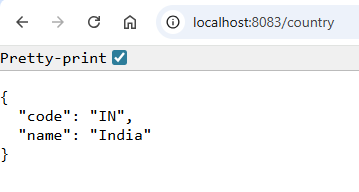 localhost:8083/country
Pretty-print
{
  "code": "IN",
  "name": "India"
}